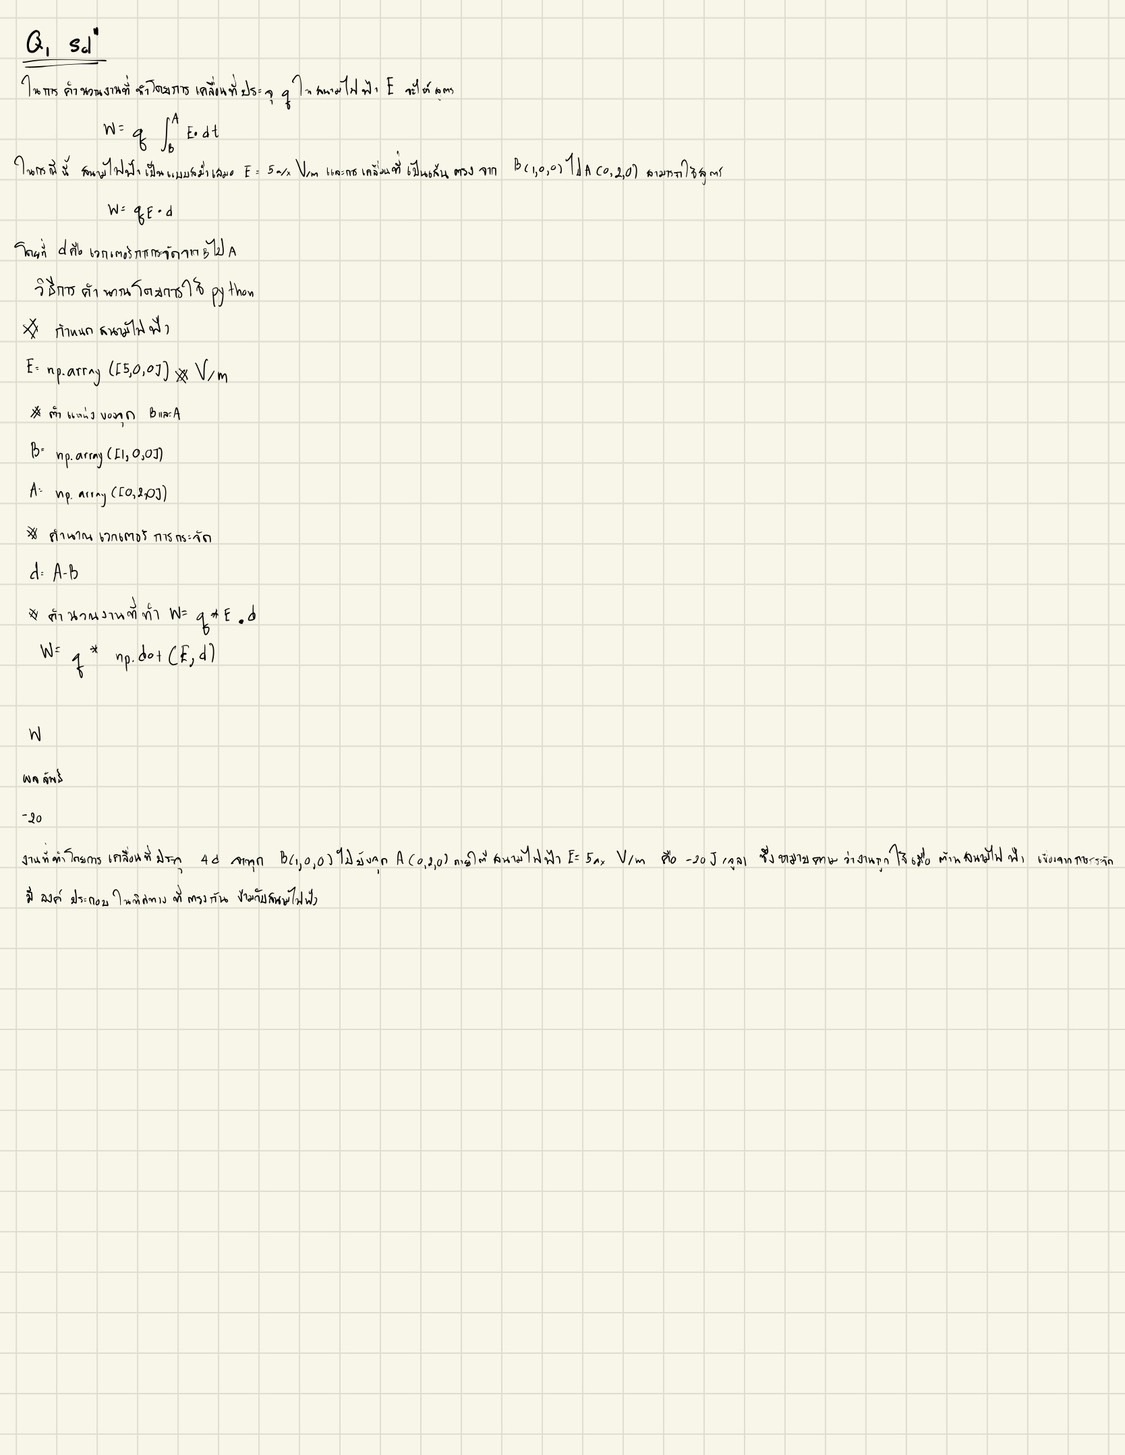 Q1 sol"
ในการคำนวณงานที่ทำโดยการเคลื่อนที่ประจุ q ในสนามไฟฟ้า E จะใช้สูตร
W = q ∫_B^A E•dt
ในกรณีนี้ สนามไฟฟ้าเป็นแบบสม่ำเสมอ E = 5ax V/m และการเคลื่อนที่เป็นเส้นตรงจาก B(1,0,0) ไป A(0,2,0) สามารถใช้สูตร
W = qE•d
โดยที่ d คือ เวกเตอร์การกระจัดจาก B ไป A
วิธีการคำนวณโดยการใช้ python
※ กำหนดสนามไฟฟ้า
E = np.array([5,0,0]) ※ V/m
※ ตำแหน่งของจุด B และ A
B = np.array([1,0,0])
A = np.array([0,2,0])
※ คำนวณเวกเตอร์การกระจัด
d = A-B
※ คำนวณงานที่ทำ W = q*E•d
W = q* np.dot(E,d)
W
ผลลัพธ์
-20
งานที่ทำโดยการเคลื่อนที่ประจุ 4d จากจุก B(1,0,0) ไปยังจุด A(0,2,0) ภายใต้สนามไฟฟ้า E = 5ax V/m คือ -20 J (จูล) ซึ่งหมายความว่างานถูกใช้เพื่อต้านสนามไฟฟ้า เนื่องจากการกระจัด
มีองค์ประกอบในทิศทางที่ตรงกันข้ามกับสนามไฟฟ้า